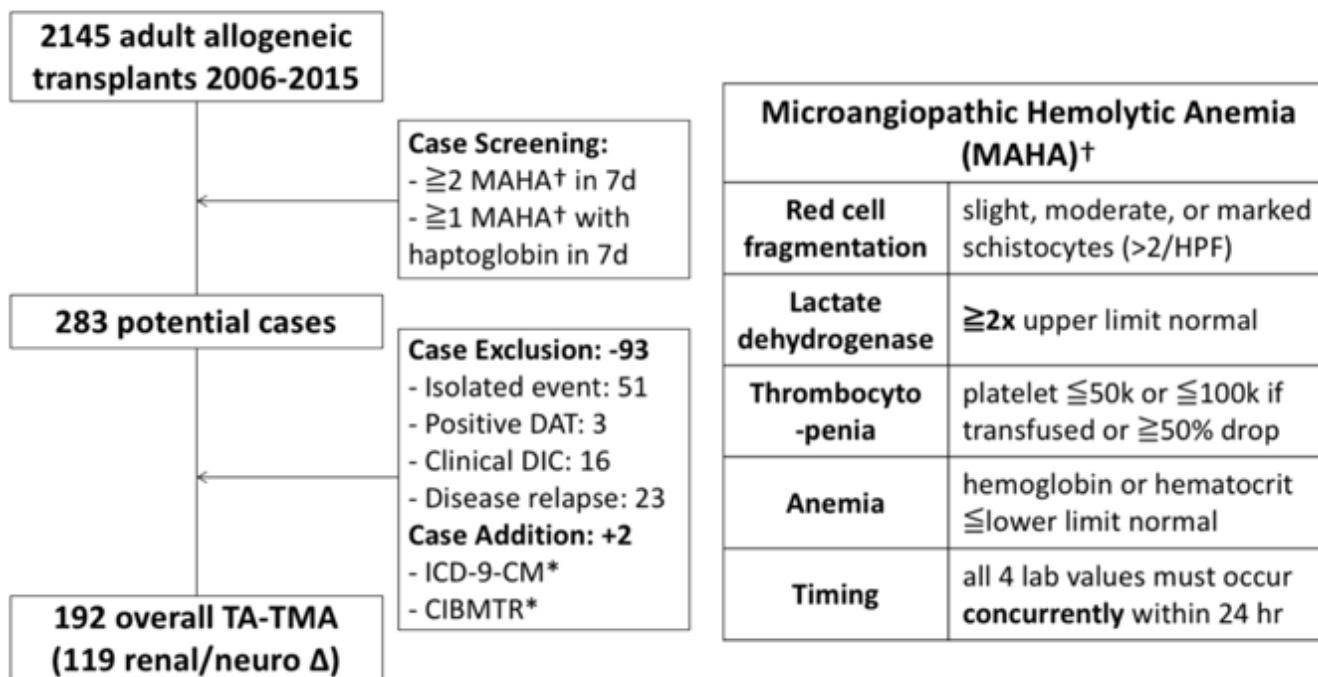 2145 adult allogeneic
transplants 2006-2015
Case Screening:
- ≧2 MAHA† in 7d
- ≧1 MAHA† with
haptoglobin in 7d
283 potential cases
Case Exclusion: -93
- Isolated event: 51
- Positive DAT: 3
- Clinical DIC: 16
- Disease relapse: 23
Case Addition: +2
- ICD-9-CM*
- CIBMTR*
192 overall TA-TMA
(119 renal/neuro Δ)
Microangiopathic Hemolytic Anemia
(MAHA)†
Red cell
fragmentation
slight, moderate, or marked
schistocytes (>2/HPF)
Lactate
dehydrogenase
≧2x upper limit normal
Thrombocyto
-penia
platelet ≦50k or ≦100k if
transfused or ≧50% drop
Anemia
hemoglobin or hematocrit
≦lower limit normal
Timing
all 4 lab values must occur
concurrently within 24 hr